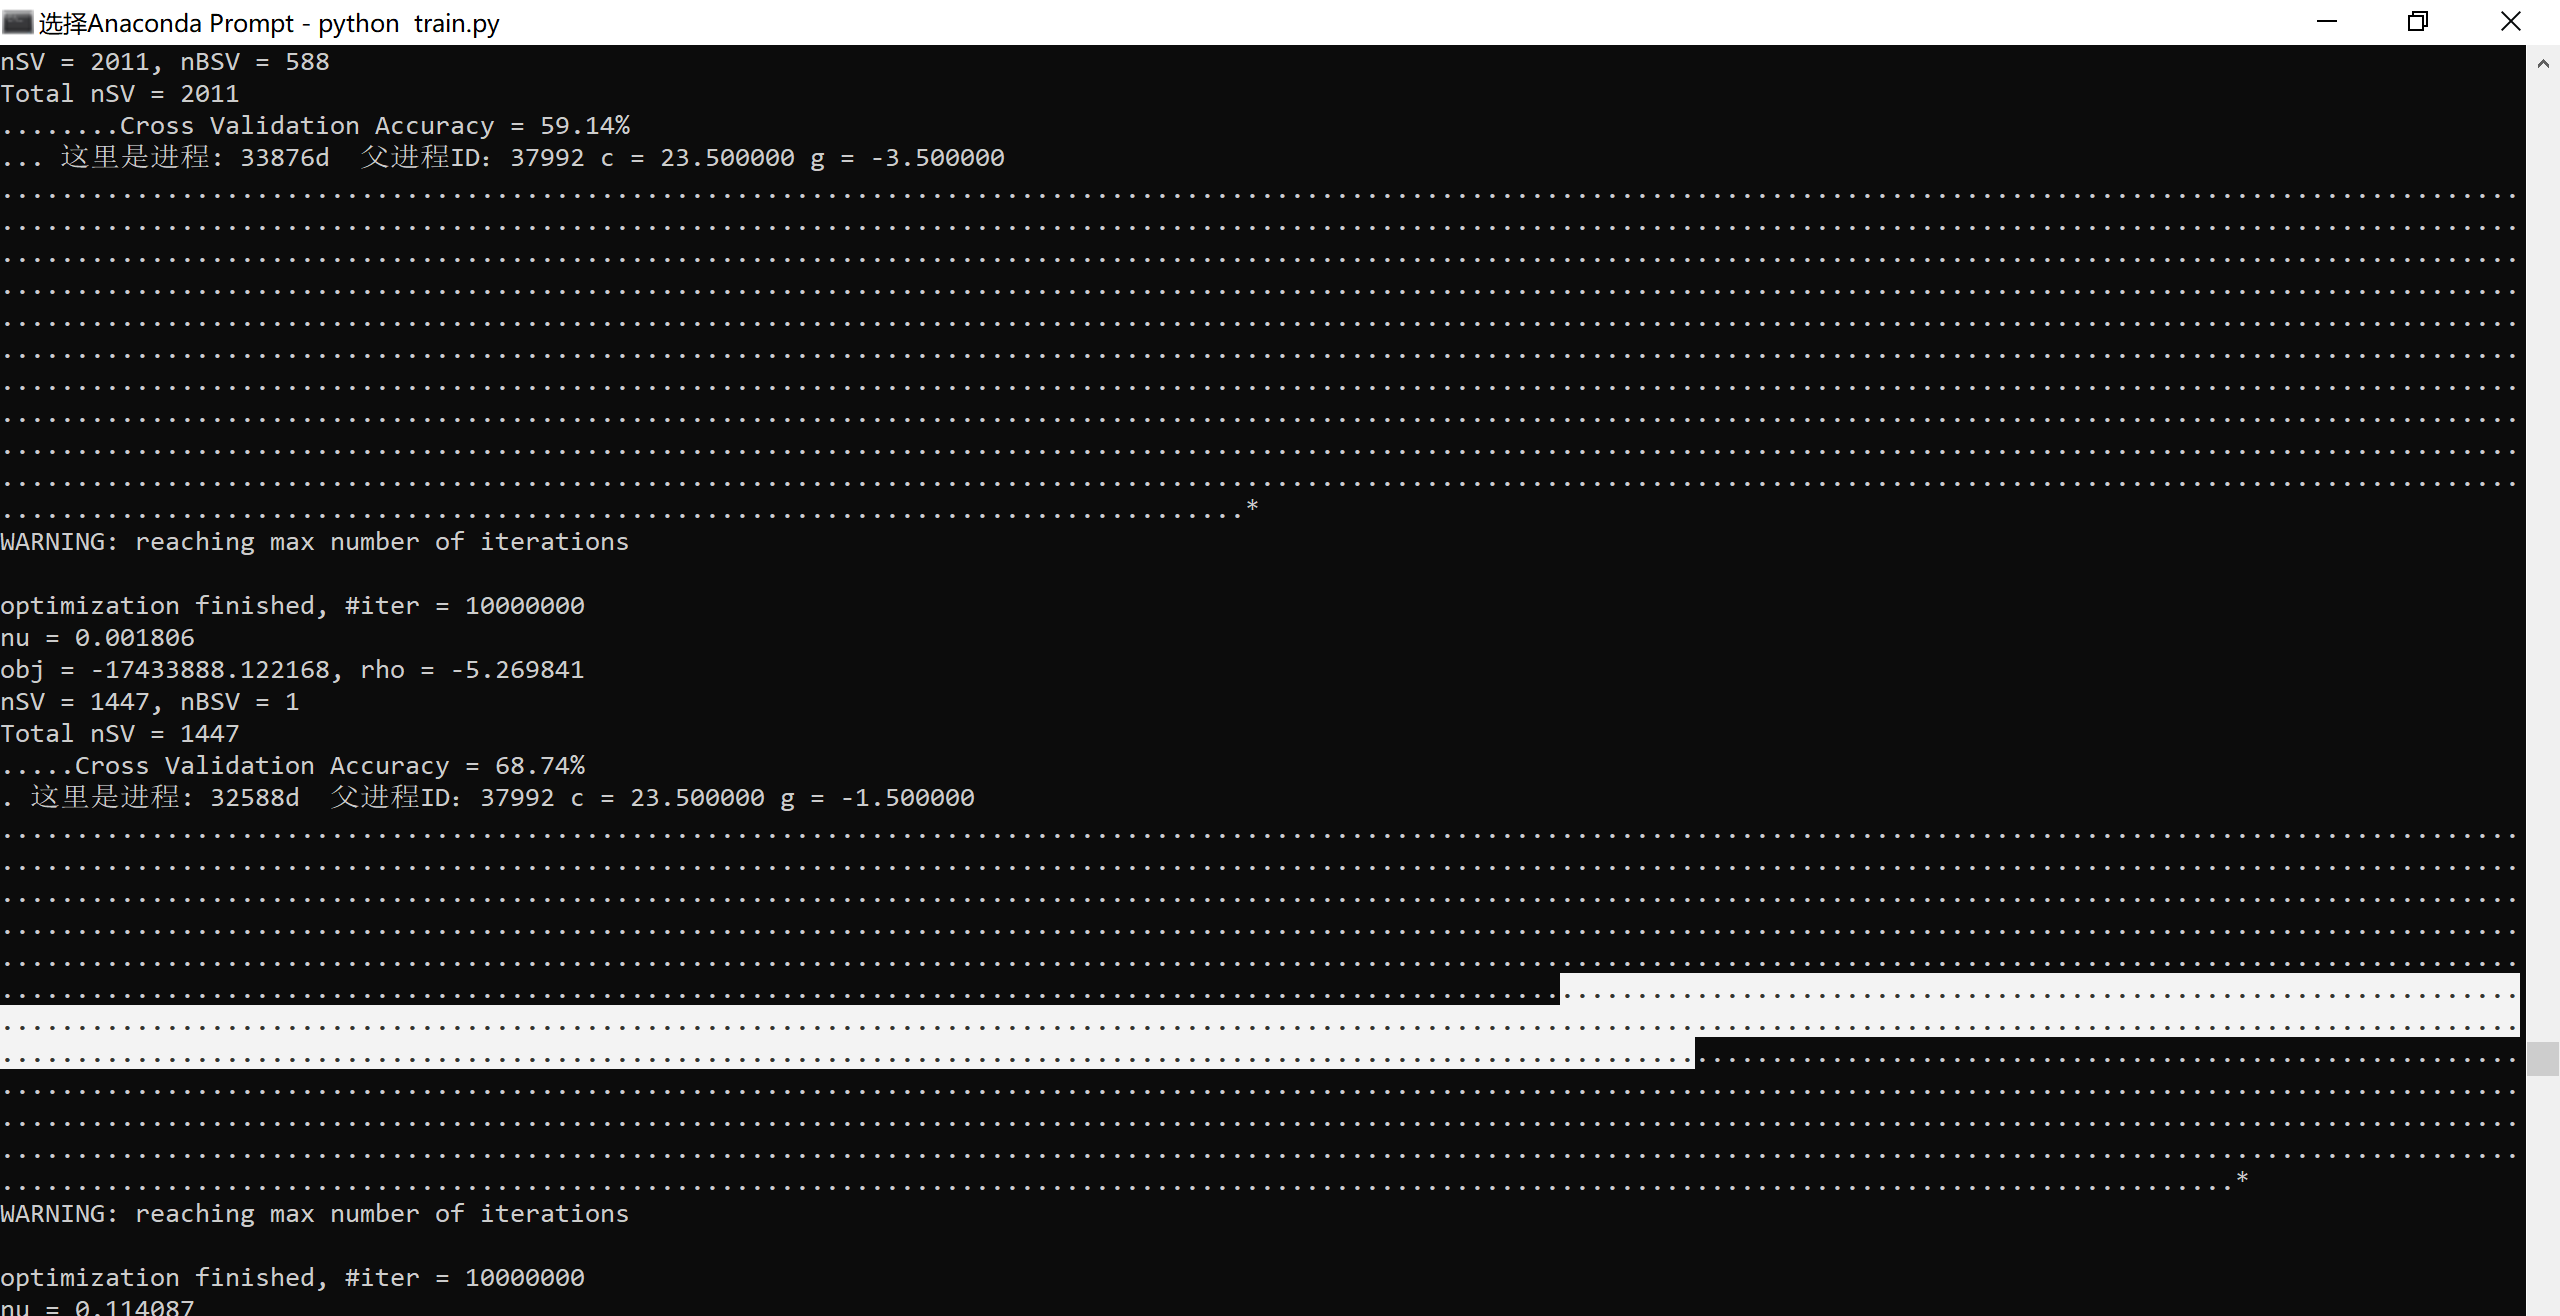 选择Anaconda Prompt - python  train.py
nSV = 2011, nBSV = 588
Total nSV = 2011
........Cross Validation Accuracy = 59.14%
... 这里是进程: 33876d  父进程ID: 37992 c = 23.500000 g = -3.500000
*
WARNING: reaching max number of iterations
optimization finished, #iter = 10000000
nu = 0.001806
obj = -17433888.122168, rho = -5.269841
nSV = 1447, nBSV = 1
Total nSV = 1447
.....Cross Validation Accuracy = 68.74%
. 这里是进程: 32588d  父进程ID: 37992 c = 23.500000 g = -1.500000
*
WARNING: reaching max number of iterations
optimization finished, #iter = 10000000
nu = 0.114087